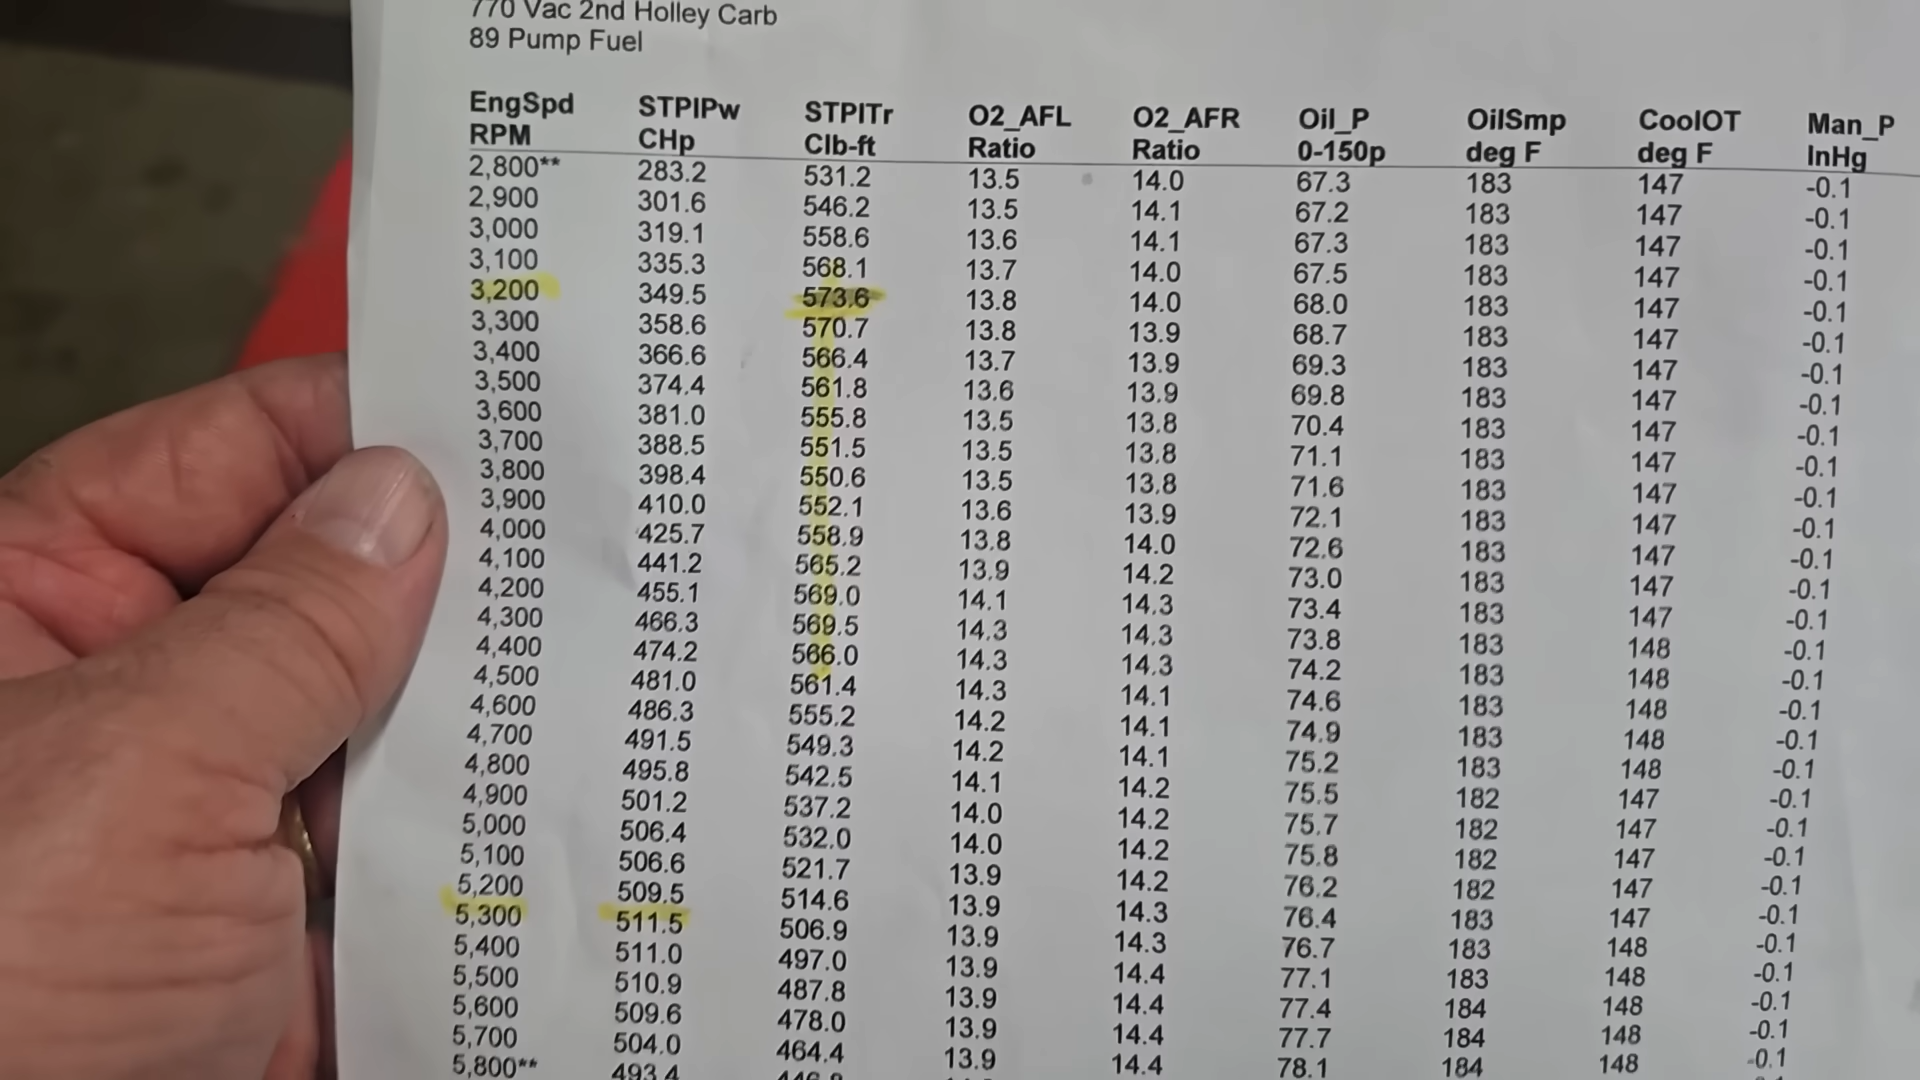 770 Vac 2nd Holley Carb
89 Pump Fuel
EngSpd STPIPw STPITr O2_AFL O2_AFR Oil_P OilSmp CoolOT Man_P
RPM CHp Clb-ft Ratio Ratio 0-150p deg F deg F InHg
2,800** 283.2 531.2 13.5 14.0 67.3 183 147 -0.1
2,900 301.6 546.2 13.5 14.1 67.2 183 147 -0.1
3,000 319.1 558.6 13.6 14.1 67.3 183 147 -0.1
3,100 335.3 568.1 13.7 14.0 67.5 183 147 -0.1
3,200 349.5 573.6 13.8 14.0 68.0 183 147 -0.1
3,300 358.6 570.7 13.8 13.9 68.7 183 147 -0.1
3,400 366.6 566.4 13.7 13.9 69.3 183 147 -0.1
3,500 374.4 561.8 13.6 13.9 69.8 183 147 -0.1
3,600 381.0 555.8 13.5 13.8 70.4 183 147 -0.1
3,700 388.5 551.5 13.5 13.8 71.1 183 147 -0.1
3,800 398.4 550.6 13.5 13.8 71.6 183 147 -0.1
3,900 410.0 552.1 13.6 13.9 72.1 183 147 -0.1
4,000 425.7 558.9 13.8 14.0 72.6 183 147 -0.1
4,100 441.2 565.2 13.9 14.2 73.0 183 147 -0.1
4,200 455.1 569.0 14.1 14.3 73.4 183 147 -0.1
4,300 466.3 569.5 14.3 14.3 73.8 183 148 -0.1
4,400 474.2 566.0 14.3 14.3 74.2 183 148 -0.1
4,500 481.0 561.4 14.3 14.1 74.6 183 148 -0.1
4,600 486.3 555.2 14.2 14.1 74.9 183 148 -0.1
4,700 491.5 549.3 14.2 14.1 75.2 183 148 -0.1
4,800 495.8 542.5 14.1 14.2 75.5 182 147 -0.1
4,900 501.2 537.2 14.0 14.2 75.7 182 147 -0.1
5,000 506.4 532.0 14.0 14.2 75.8 182 147 -0.1
5,100 506.6 521.7 13.9 14.2 76.2 182 147 -0.1
5,200 509.5 514.6 13.9 14.3 76.4 183 147 -0.1
5,300 511.5 506.9 13.9 14.3 76.7 183 148 -0.1
5,400 511.0 497.0 13.9 14.4 77.1 183 148 -0.1
5,500 510.9 487.8 13.9 14.4 77.4 184 148 -0.1
5,600 509.6 478.0 13.9 14.4 77.7 184 148 -0.1
5,700 504.0 464.4 13.9 14.4 78.1 184 148 -0.1
5,800** 493.4